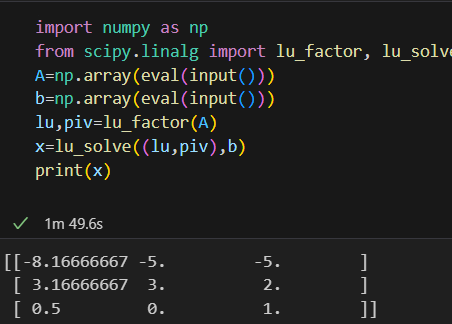 import numpy as np
from scipy.linalg import lu_factor, lu_solve
A=np.array(eval(input()))
b=np.array(eval(input()))
lu,piv=lu_factor(A)
x=lu_solve((lu,piv),b)
print(x)
✓ 1m 49.6s
[[-8.16666667 -5.         -5.        ]
 [ 3.16666667  3.          2.        ]
 [ 0.5         0.          1.        ]]